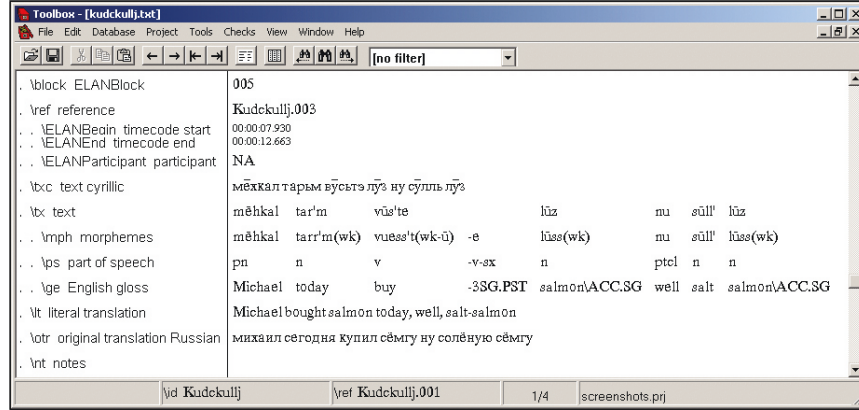 Toolbox - [kudckullj.txt]
File Edit Database Project Tools Checks View Window Help
[no filter]
. \block ELANBlock 005
. \ref reference Kudckullj.003
. . \ELANBegin timecode start 00:00:07.930
. . \ELANEnd timecode end 00:00:12.663
. . \ELANParticipant participant NA
. \txc text cyrillic ме̄ххкал тарьм вӯсьтэ лӯз ну сӯлль лӯз
. \tx text mēhkal tar'm vūs'te lūz nu sūll' lūz
. . \mph morphemes mēhkal tarr'm(wk) vuess't(wk-ū) -e lūss(wk) nu sūll' lūss(wk)
. . \ps part of speech pn n v -v-sx n ptcl n n
. . \ge English gloss Michael today buy -3SG.PST salmon\ACC.SG well salt salmon\ACC.SG
. \lt literal translation Michael bought salmon today, well, salt-salmon
. \otr original translation Russian михаил сегодня купил сёмгу ну солёную сёмгу
. \nt notes
\id Kudckullj \ref Kudckullj.001 1/4 screenshots.prj